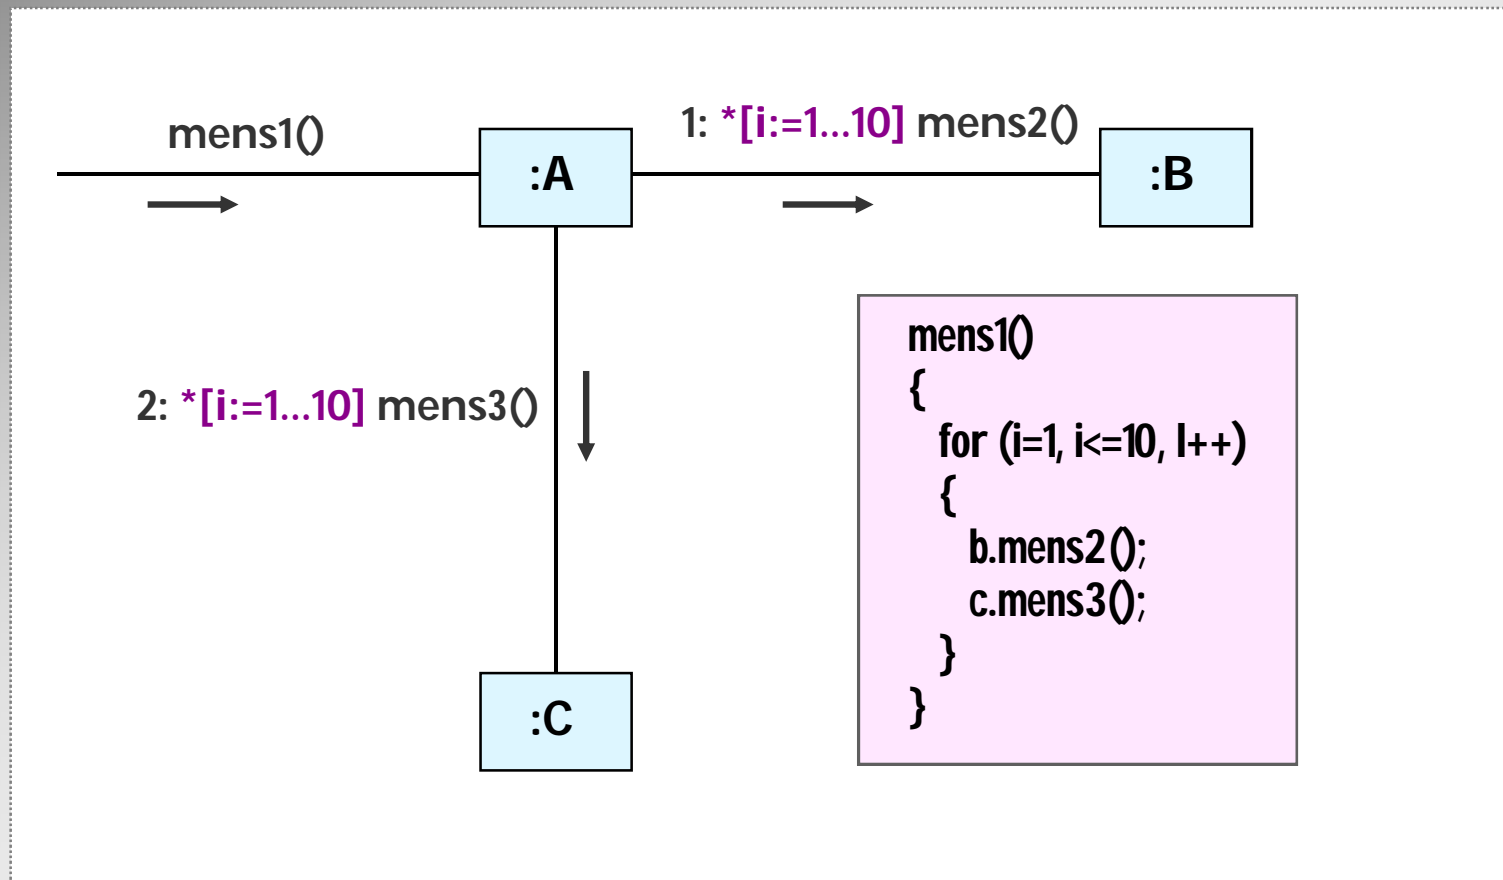 mens1()
1: *[i:=1...10] mens2()
:A
:B
2: *[i:=1...10] mens3()
:C
mens1()
{
for (i=1, i<=10, I++)
{
b.mens2();
c.mens3();
}
}